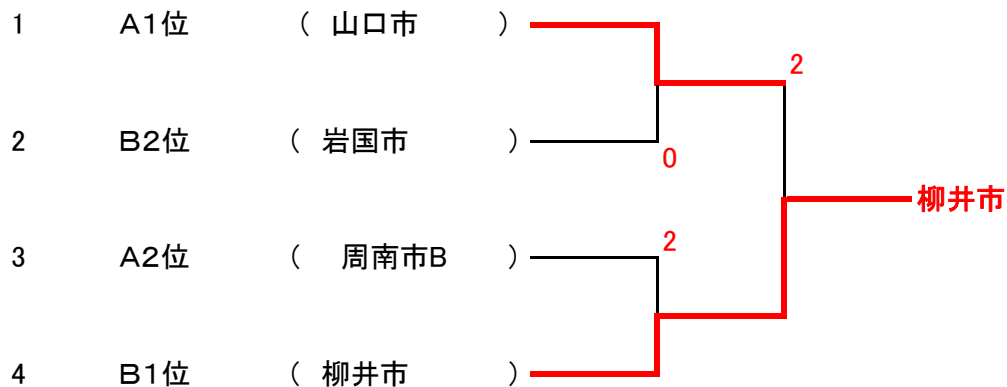 1 A1位 ( 山口市 )
2
2 B2位 ( 岩国市 )
0
柳井市
3 A2位 ( 周南市B )
2
4 B1位 ( 柳井市 )